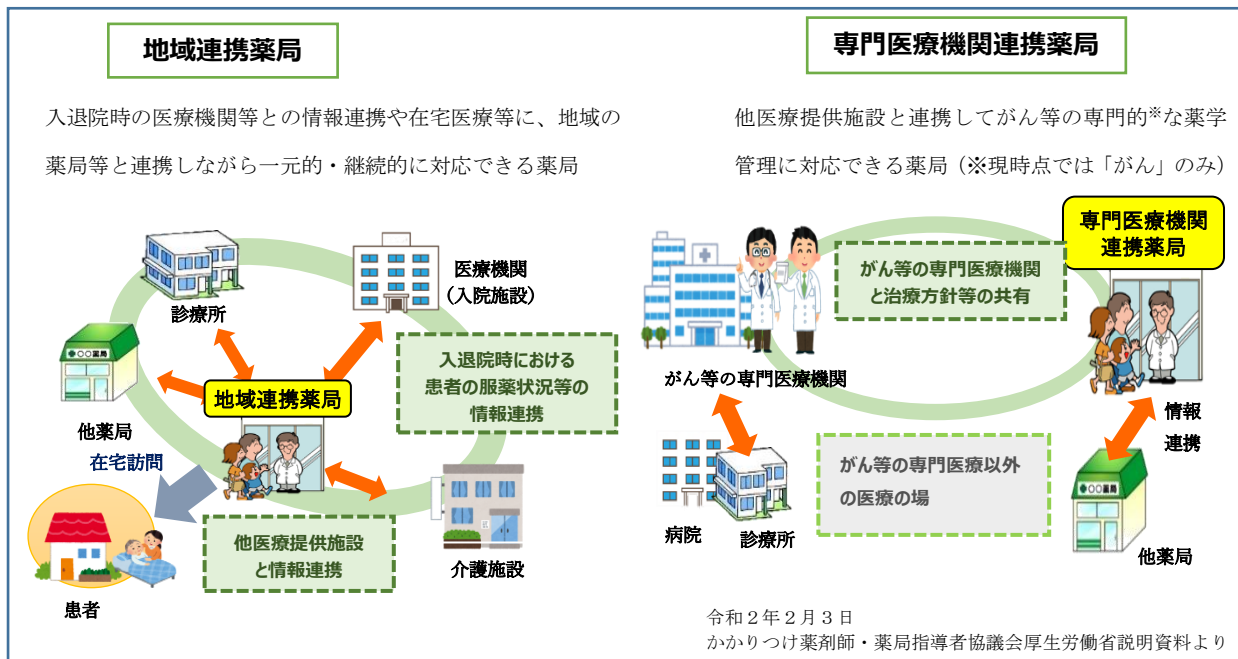 地域連携薬局
入退院時の医療機関等との情報連携や在宅医療等に、地域の
薬局等と連携しながら一元的・継続的に対応できる薬局
診療所
医療機関
（入院施設）
〇〇薬局
他薬局
地域連携薬局
入退院時における
患者の服薬状況等の
情報連携
在宅訪問
患者
他医療提供施設
と情報連携
介護施設
専門医療機関連携薬局
他医療提供施設と連携してがん等の専門的※な薬学
管理に対応できる薬局（※現時点では「がん」のみ）
専門医療機関
連携薬局
がん等の専門医療機関
と治療方針等の共有
がん等の専門医療機関
情報
連携
がん等の専門医療以外
の医療の場
病院
診療所
〇〇薬局
他薬局
令和２年２月３日
かかりつけ薬剤師・薬局指導者協議会厚生労働省説明資料より